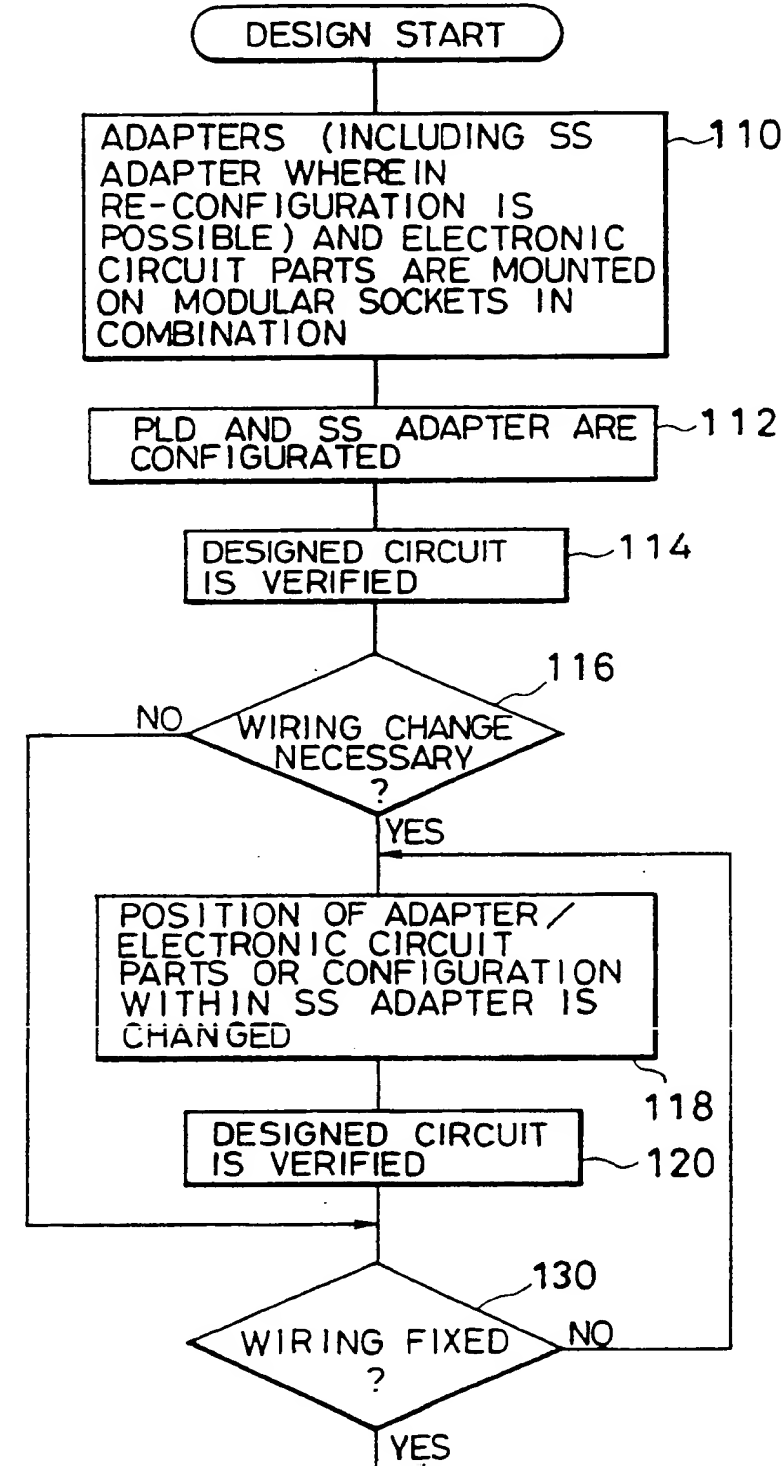 DESIGN START
ADAPTERS (INCLUDING SS
ADAPTER WHEREIN
RE-CONFIGURATION IS
POSSIBLE) AND ELECTRONIC
CIRCUIT PARTS ARE MOUNTED
ON MODULAR SOCKETS IN
COMBINATION
110
PLD AND SS ADAPTER ARE
CONFIGURATED
112
DESIGNED CIRCUIT
IS VERIFIED
114
116
NO
WIRING CHANGE
NECESSARY
?
YES
POSITION OF ADAPTER/
ELECTRONIC CIRCUIT
PARTS OR CONFIGURATION
WITHIN SS ADAPTER IS
CHANGED
118
DESIGNED CIRCUIT
IS VERIFIED
120
130
WIRING FIXED
?
NO
YES